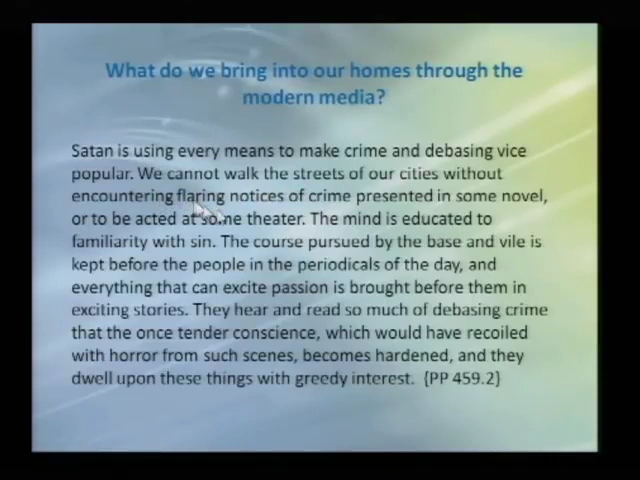 What do we bring into our homes through the
modern media?
Satan is using every means to make crime and debasing vice
popular. We cannot walk the streets of our cities without
encountering flaring notices of crime presented in some novel,
or to be acted at some theater. The mind is educated to
familiarity with sin. The course pursued by the base and vile is
kept before the people in the periodicals of the day, and
everything that can excite passion is brought before them in
exciting stories. They hear and read so much of debasing crime
that the once tender conscience, which would have recoiled
with horror from such scenes, becomes hardened, and they
dwell upon these things with greedy interest. {PP 459.2}